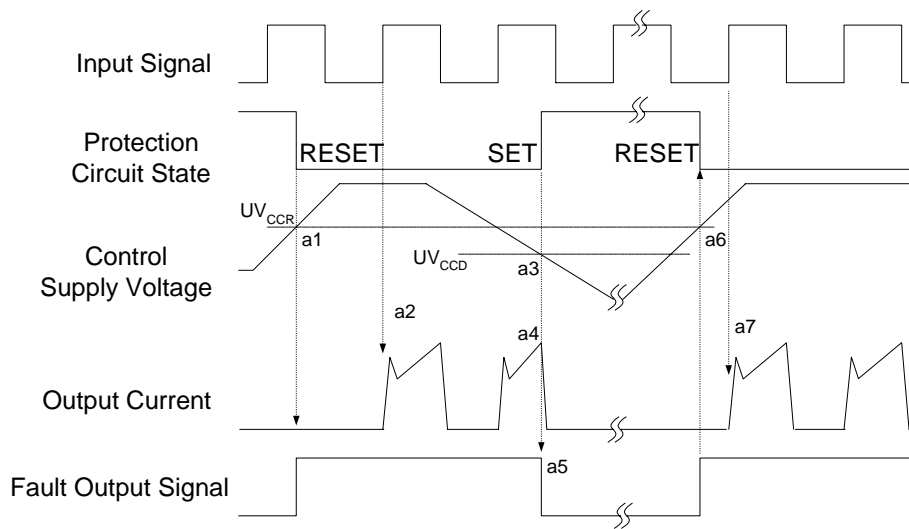 Input Signal
Protection
Circuit State
RESET
SET
RESET
UVCCR
a1
a6
Control
Supply Voltage
UVCCD
a3
a2
a4
a7
Output Current
a5
Fault Output Signal